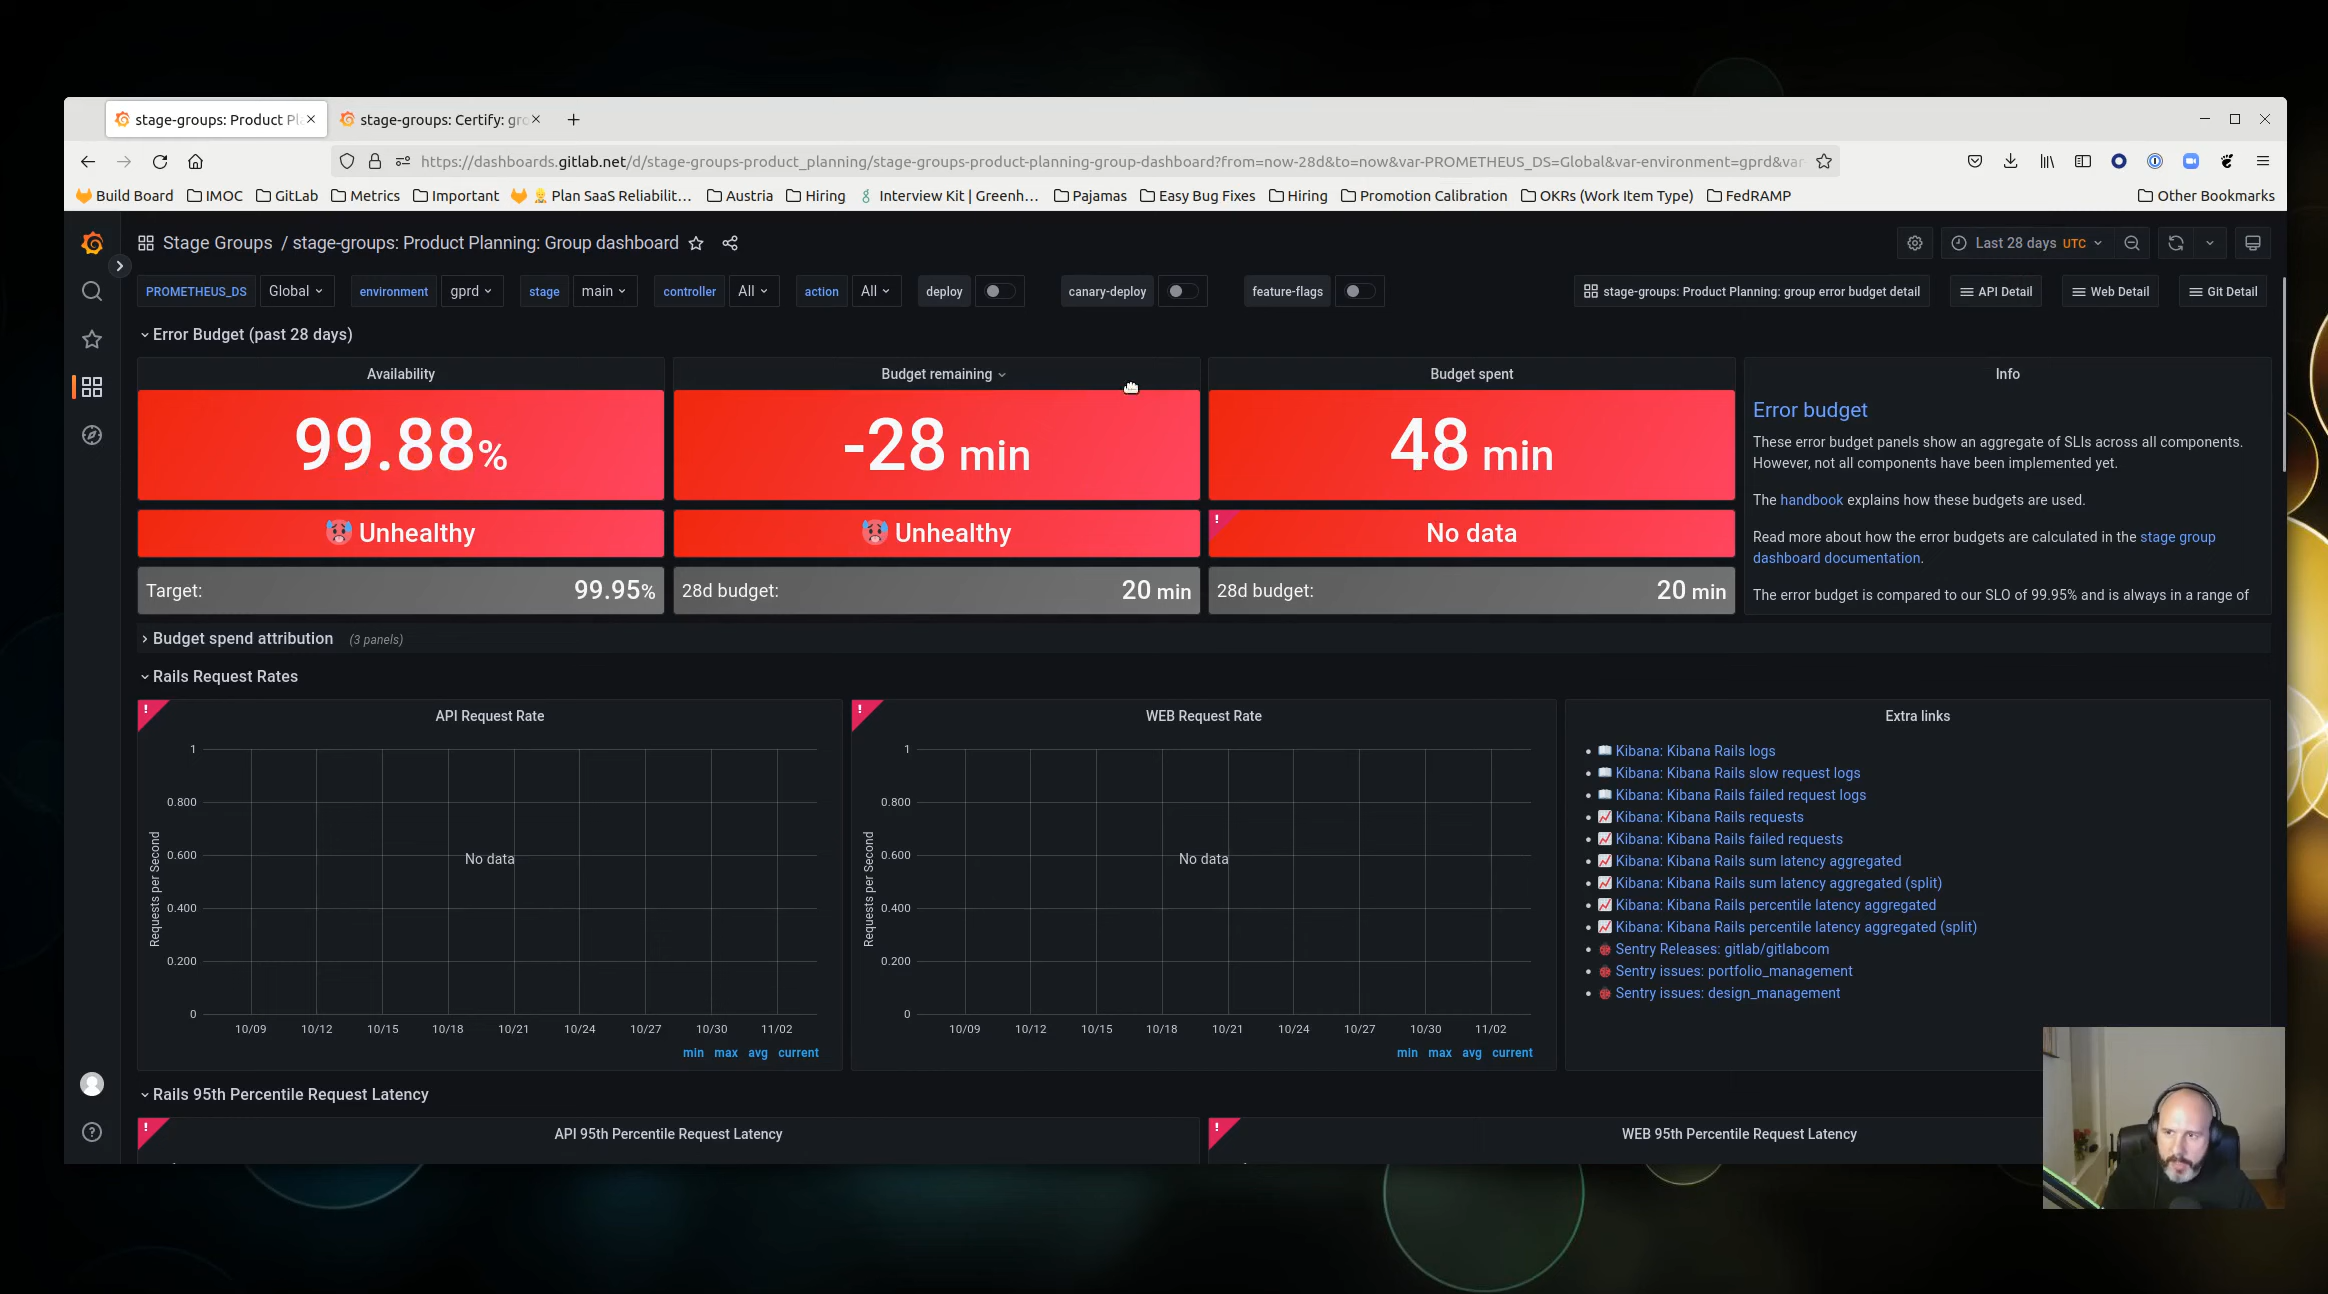 stage-groups: Product Pl
stage-groups: Certify: gr
https://dashboards.gitlab.net/d/stage-groups-product_planning/stage-groups-product-planning-group-dashboard?from=now-28d&to=now&var-PROMETHEUS_DS=Global&var-environment=gprd&var-
Build Board IMOC GitLab Metrics Important Plan SaaS Reliabilit... Austria Hiring Interview Kit | Greenh... Pajamas Easy Bug Fixes Hiring Promotion Calibration OKRs (Work Item Type) FedRAMP Other Bookmarks
Stage Groups / stage-groups: Product Planning: Group dashboard
Last 28 days UTC
PROMETHEUS_DS Global environment gprd stage main controller All action All deploy canary-deploy feature-flags stage-groups: Product Planning: group error budget detail API Detail Web Detail Git Detail
Error Budget (past 28 days)
Availability
99.88%
🥵 Unhealthy
Target: 99.95%
Budget remaining
-28 min
🥵 Unhealthy
28d budget: 20 min
Budget spent
48 min
!
No data
28d budget: 20 min
Info
Error budget
These error budget panels show an aggregate of SLIs across all components.
However, not all components have been implemented yet.
The handbook explains how these budgets are used.
Read more about how the error budgets are calculated in the stage group
dashboard documentation.
The error budget is compared to our SLO of 99.95% and is always in a range of
Budget spend attribution (3 panels)
Rails Request Rates
!
API Request Rate
Requests per Second
1
0.800
0.600
0.400
0.200
0
No data
10/09 10/12 10/15 10/18 10/21 10/24 10/27 10/30 11/02
min max avg current
!
WEB Request Rate
Requests per Second
1
0.800
0.600
0.400
0.200
0
No data
10/09 10/12 10/15 10/18 10/21 10/24 10/27 10/30 11/02
min max avg current
Extra links
• 📖 Kibana: Kibana Rails logs
• 📖 Kibana: Kibana Rails slow request logs
• 📖 Kibana: Kibana Rails failed request logs
• 📈 Kibana: Kibana Rails requests
• 📈 Kibana: Kibana Rails failed requests
• 📈 Kibana: Kibana Rails sum latency aggregated
• 📈 Kibana: Kibana Rails sum latency aggregated (split)
• 📈 Kibana: Kibana Rails percentile latency aggregated
• 📈 Kibana: Kibana Rails percentile latency aggregated (split)
• 🐞 Sentry Releases: gitlab/gitlabcom
• 🐞 Sentry issues: portfolio_management
• 🐞 Sentry issues: design_management
Rails 95th Percentile Request Latency
!
API 95th Percentile Request Latency
!
WEB 95th Percentile Request Latency